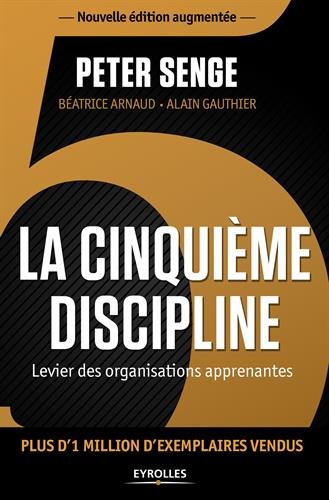 Nouvelle édition augmentée
PETER SENGE
BÉATRICE ARNAUD • ALAIN GAUTHIER
5
LA CINQUIÈME
DISCIPLINE
Levier des organisations apprenantes
PLUS D'1 MILLION D'EXEMPLAIRES VENDUS
EYROLLES